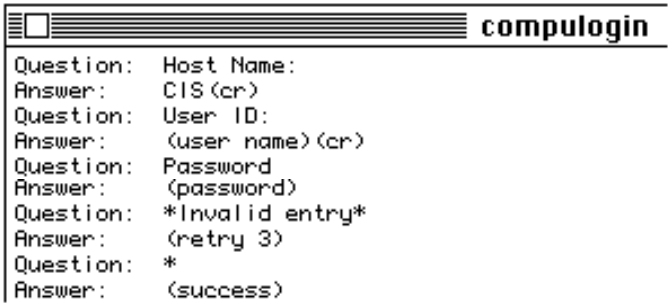 compulogin
Question: Host Name:
Answer: CIS(cr)
Question: User ID:
Answer: (user name)(cr)
Question: Password
Answer: (password)
Question: *Invalid entry*
Answer: (retry 3)
Question: *
Answer: (success)